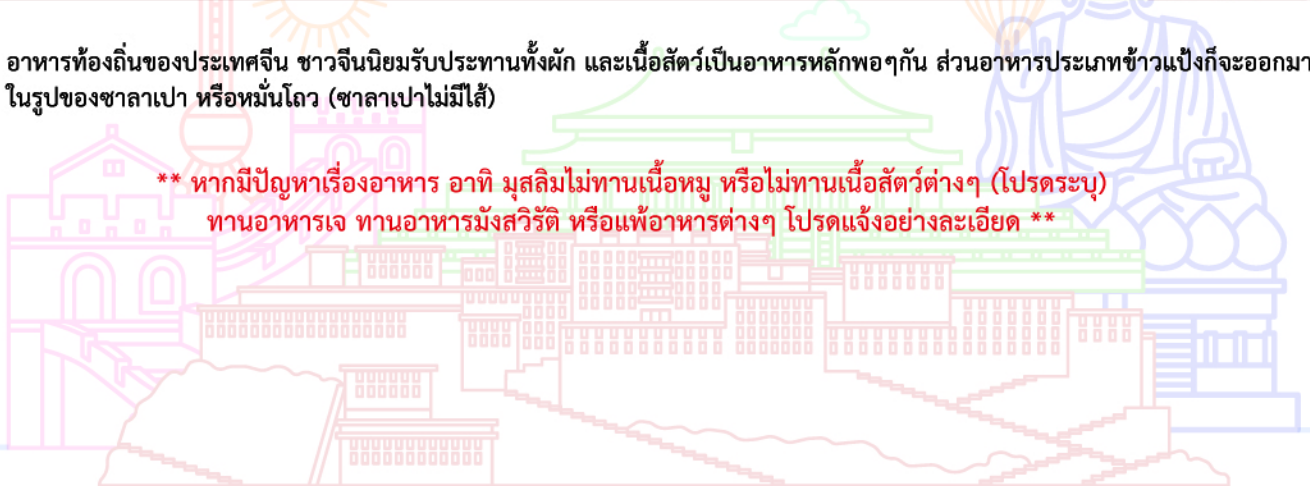 อาหารท้องถิ่นของประเทศจีน ชาวจีนนิยมรับประทานทั้งผัก และเนื้อสัตว์เป็นอาหารหลักพอๆกัน ส่วนอาหารประเภทข้าวแป้งก็จะออกมา
ในรูปของซาลาเปา หรือหมั่นโถว (ซาลาเปาไม่มีไส้)
** หากมีปัญหาเรื่องอาหาร อาทิ มุสลิมไม่ทานเนื้อหมู หรือไม่ทานเนื้อสัตว์ต่างๆ (โปรดระบุ)
ทานอาหารเจ ทานอาหารมังสวิรัติ หรือแพ้อาหารต่างๆ โปรดแจ้งอย่างละเอียด **